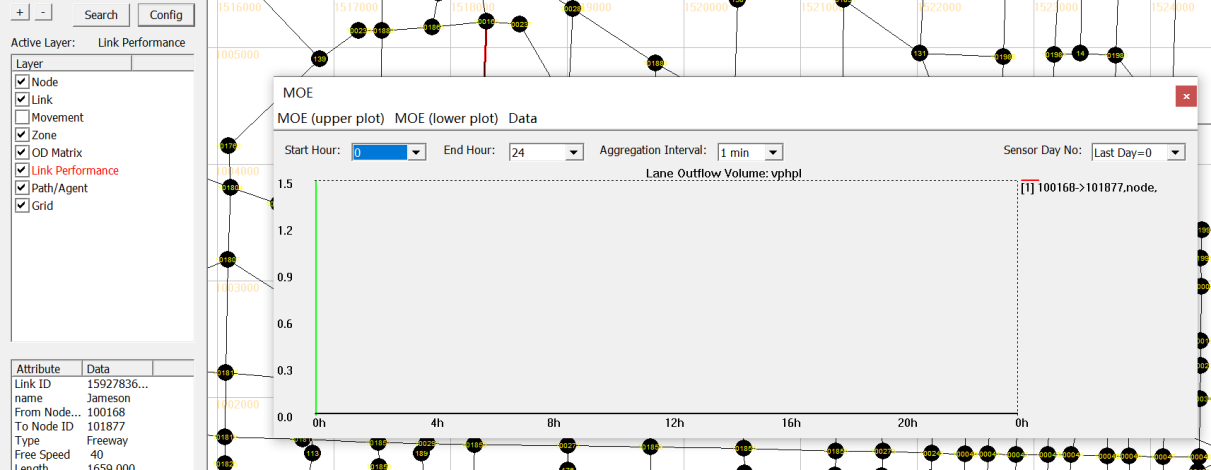 + - Search Config
Active Layer: Link Performance
Layer
Node
Link
Movement
Zone
OD Matrix
Link Performance
Path/Agent
Grid
Attribute Data
Link ID 15927836...
name Jameson
From Node... 100168
To Node ID 101877
Type Freeway
Free Speed 40
Length 1659.000
1516000 1517000 1518000 1519000 1520000 1521000 1522000 1523000 1524000
1005000
1004000
1003000
1002000
139
131
14
113
189
MOE
MOE (upper plot) MOE (lower plot) Data
Start Hour: 0 End Hour: 24 Aggregation Interval: 1 min Sensor Day No: Last Day=0
Lane Outflow Volume: vphpl
[1] 100168->101877,node,
1.5
1.2
0.9
0.6
0.3
0.0
0h 4h 8h 12h 16h 20h 0h